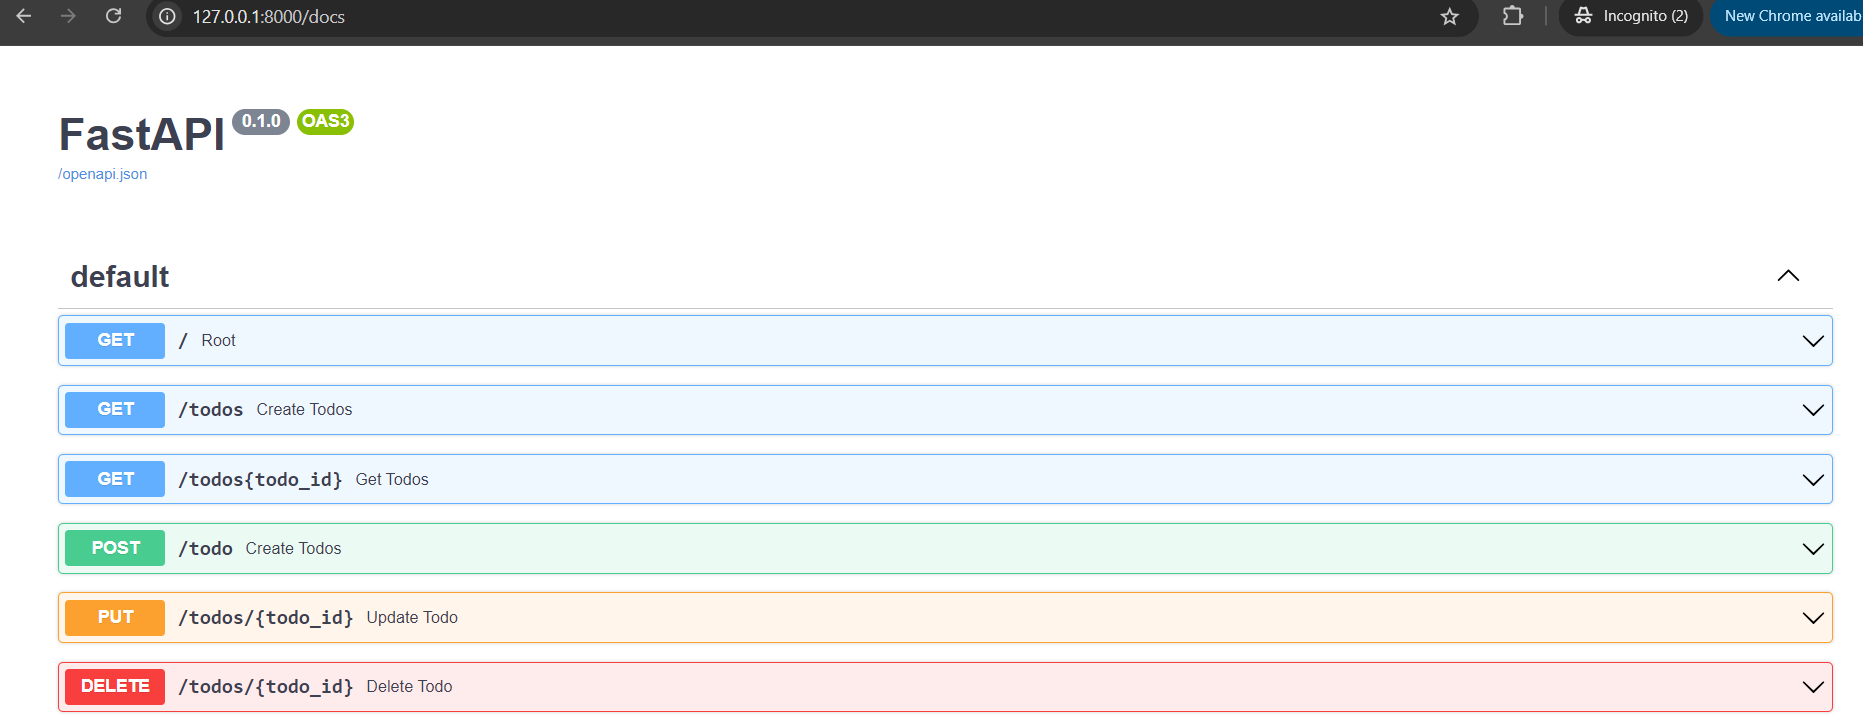 127.0.0.1:8000/docs
Incognito (2)
New Chrome availab
FastAPI 0.1.0 OAS3
/openapi.json
default
GET / Root
GET /todos Create Todos
GET /todos{todo_id} Get Todos
POST /todo Create Todos
PUT /todos/{todo_id} Update Todo
DELETE /todos/{todo_id} Delete Todo